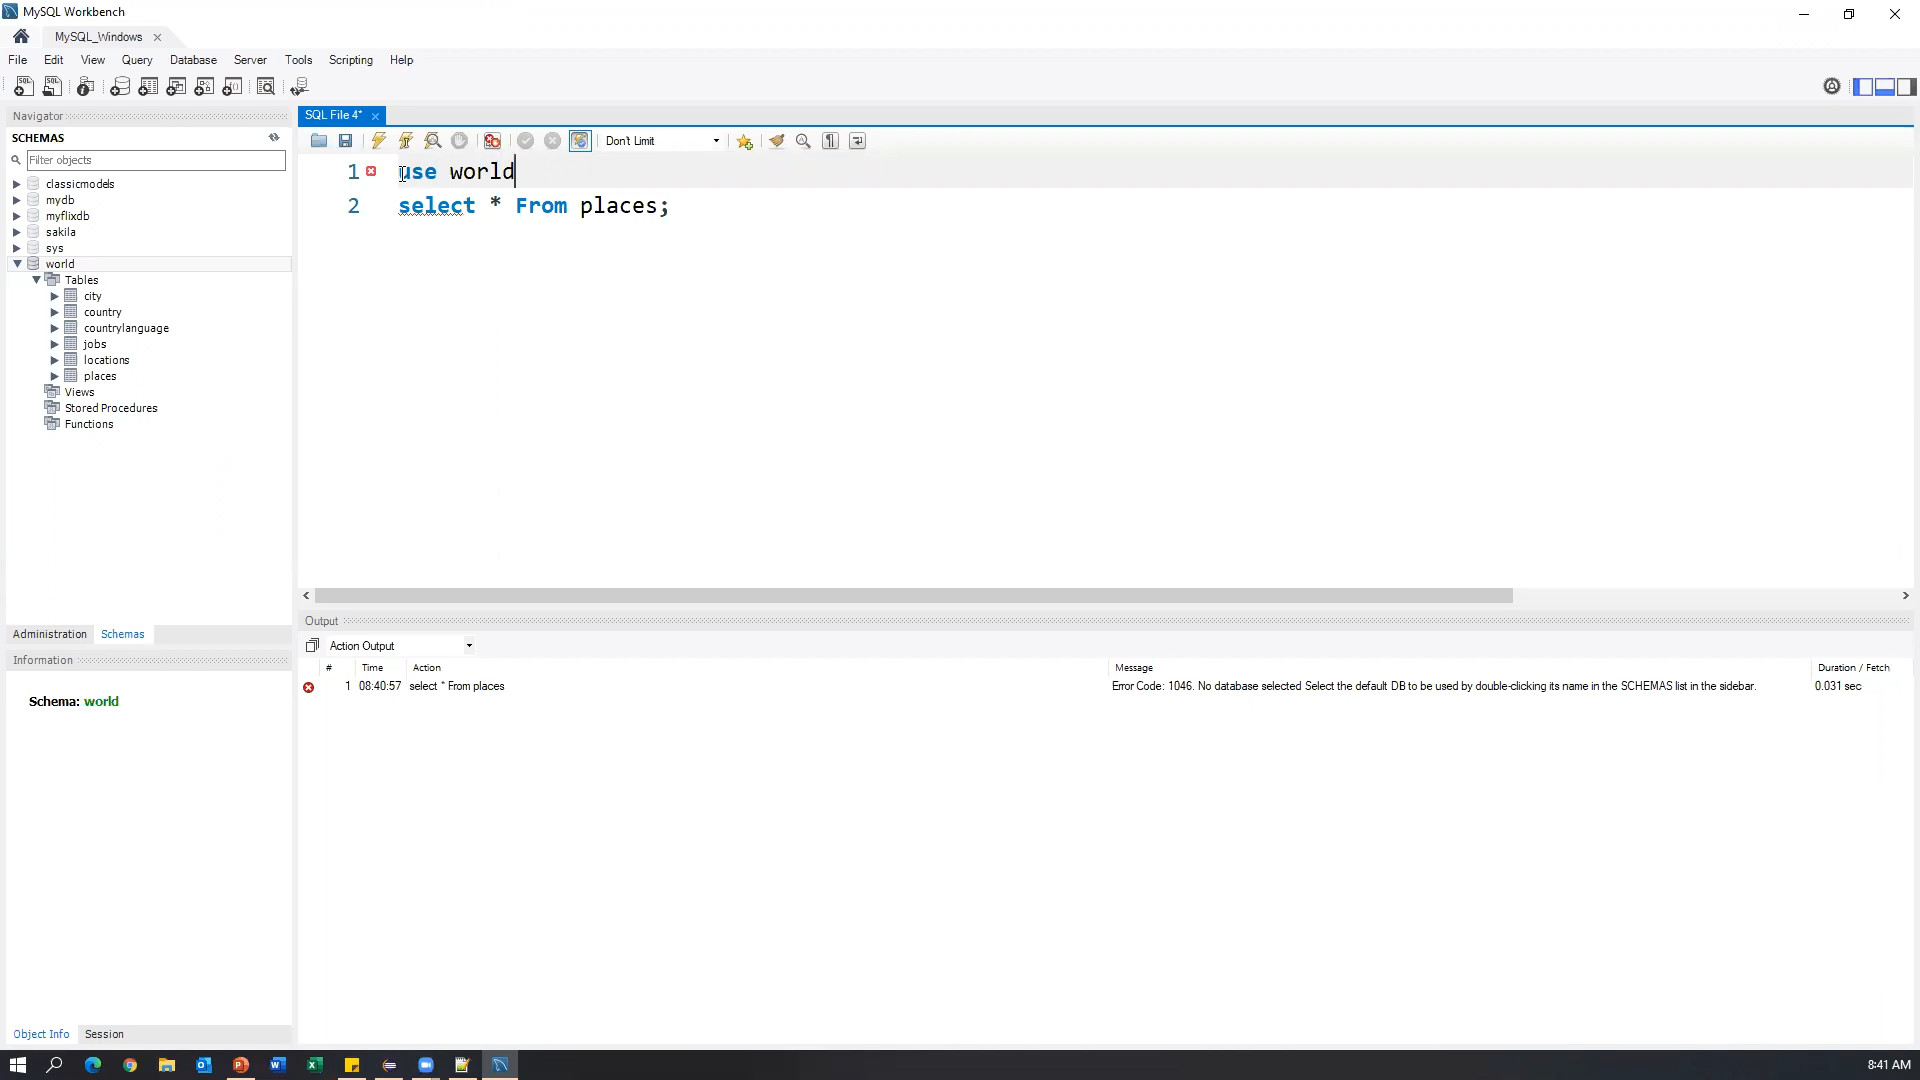 MySQL Workbench
MySQL_Windows
File Edit View Query Database Server Tools Scripting Help
Navigator
SCHEMAS
Filter objects
classicmodels
mydb
myflixdb
sakila
sys
world
Tables
city
country
countrylanguage
jobs
locations
places
Views
Stored Procedures
Functions
Administration Schemas
Information
Schema: world
Object Info Session
SQL File 4*
Don't Limit
1 use world
2 select * From places;
Output
Action Output
# Time Action Message Duration / Fetch
1 08:40:57 select * From places Error Code: 1046. No database selected Select the default DB to be used by double-clicking its name in the SCHEMAS list in the sidebar. 0.031 sec
8:41 AM